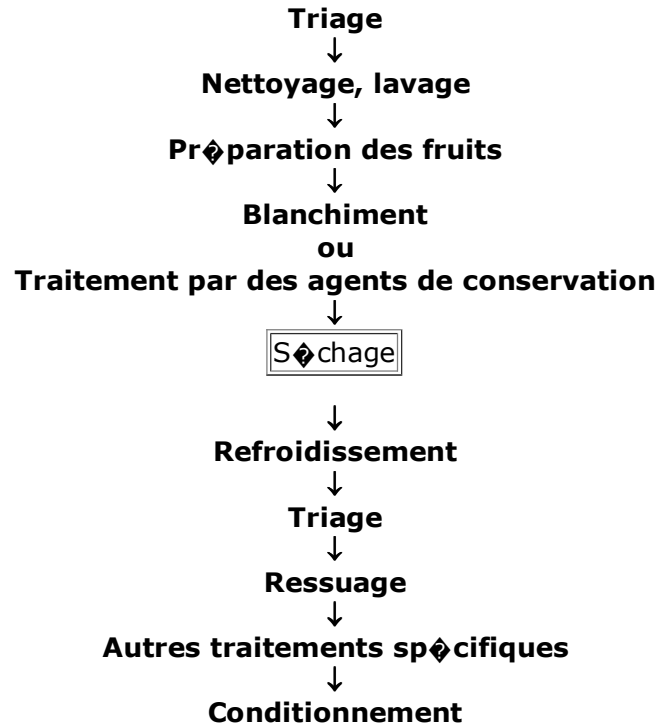 Triage
↓
Nettoyage, lavage
↓
Pr�paration des fruits
↓
Blanchiment
ou
Traitement par des agents de conservation
↓
S�chage
↓
Refroidissement
↓
Triage
↓
Ressuage
↓
Autres traitements sp�cifiques
↓
Conditionnement